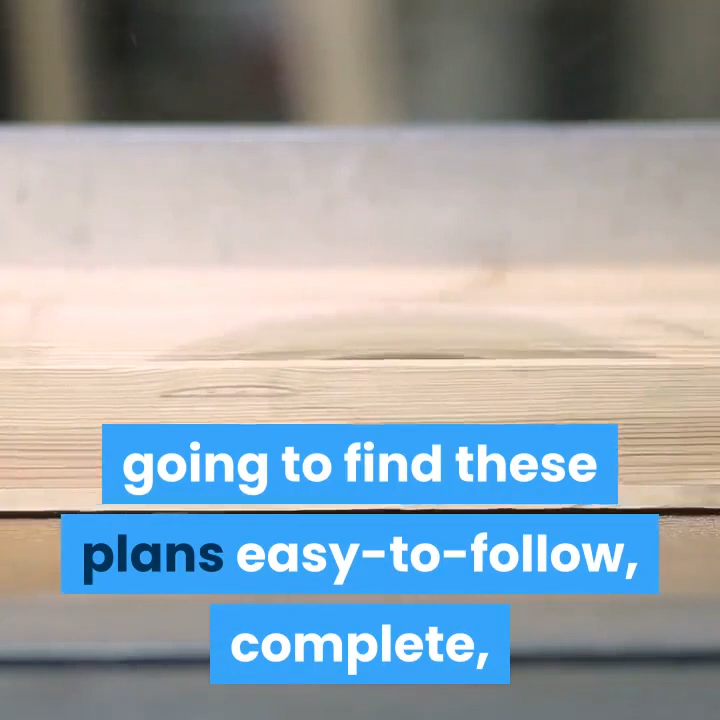 going to find these
plans easy-to-follow,
complete,